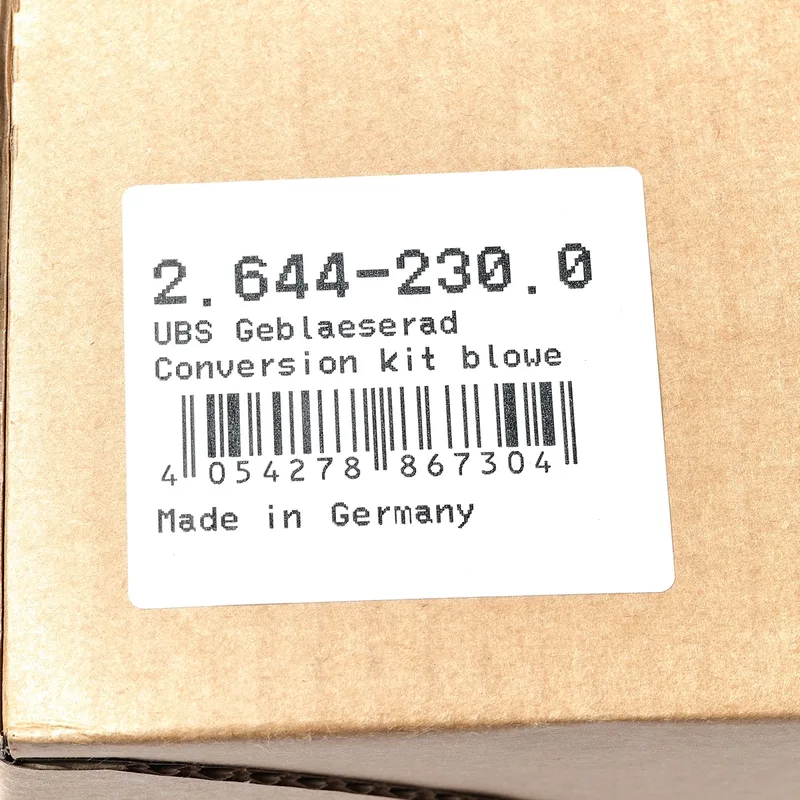 2.644-230.0
UBS Geblaeserad
Conversion kit blowe
4 054278 867304
Made in Germany